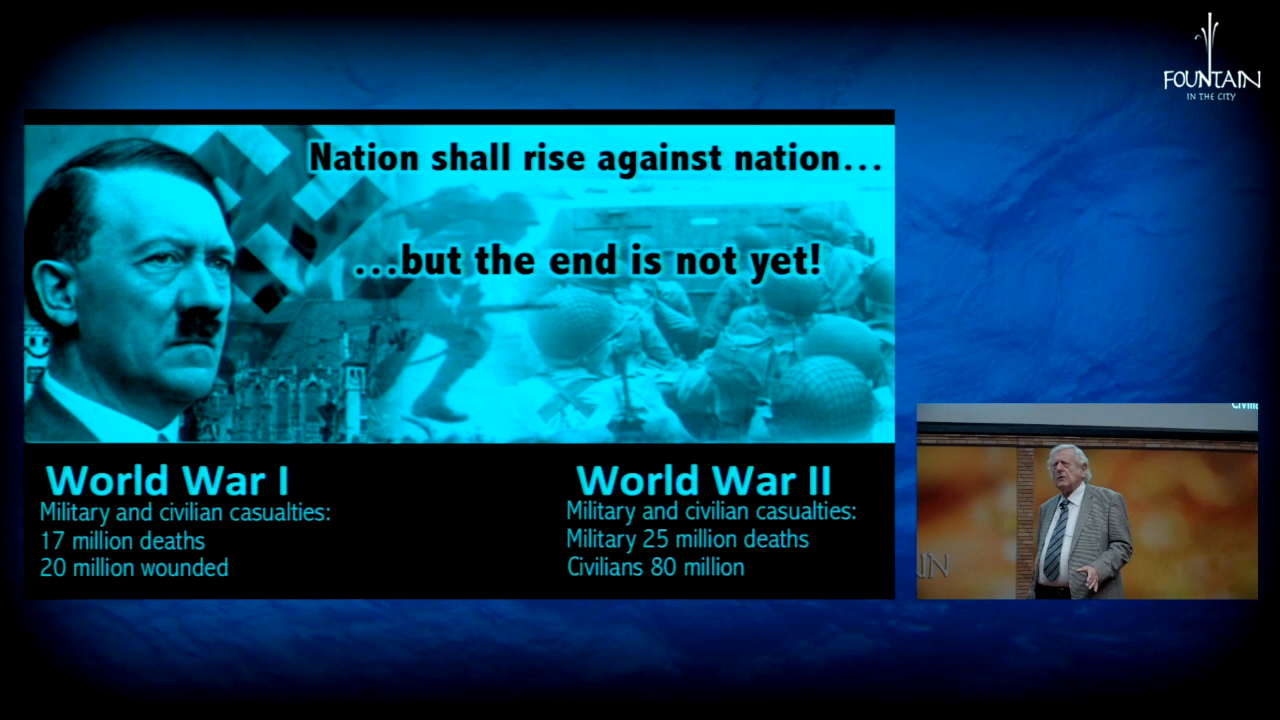 FOUNTAIN
IN THE CITY
Nation shall rise against nation...
...but the end is not yet!
World War I
Military and civilian casualties:
17 million deaths
20 million wounded
World War II
Military and civilian casualties:
Military 25 million deaths
Civilians 80 million